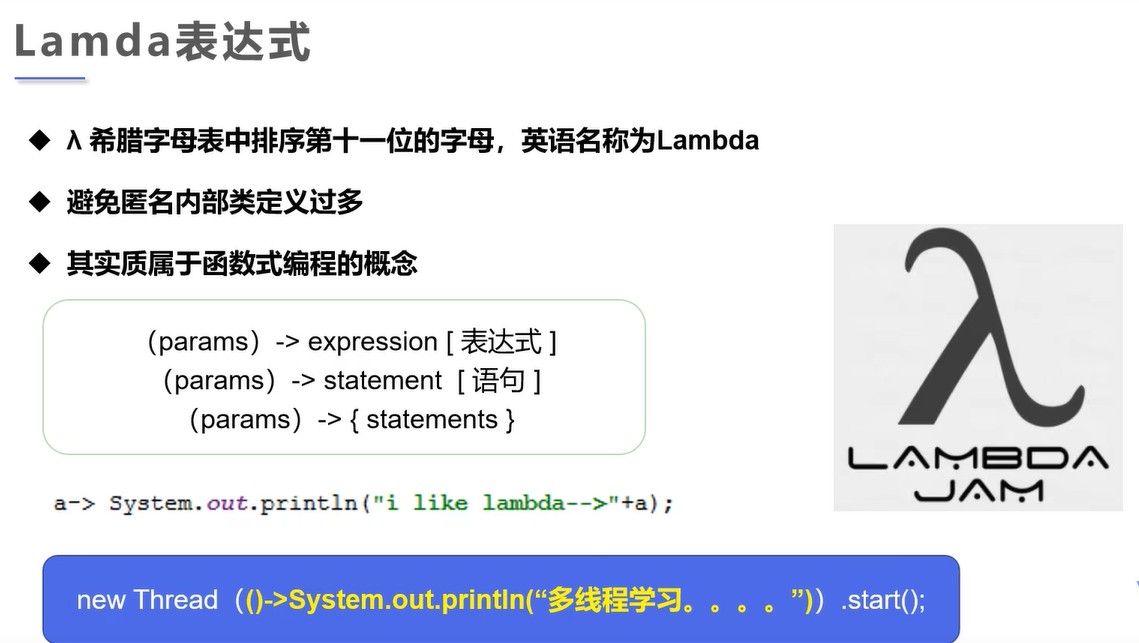 Lamda表达式
◆ λ 希腊字母表中排序第十一位的字母，英语名称为Lambda
◆ 避免匿名内部类定义过多
◆ 其实质属于函数式编程的概念
（params）-> expression [ 表达式 ]
（params）-> statement [ 语句 ]
（params）-> { statements }
a-> System.out.println("i like lambda-->"+a);
λ
LAMBDA
JAM
new Thread（()->System.out.println(“多线程学习。。。。”)）.start();